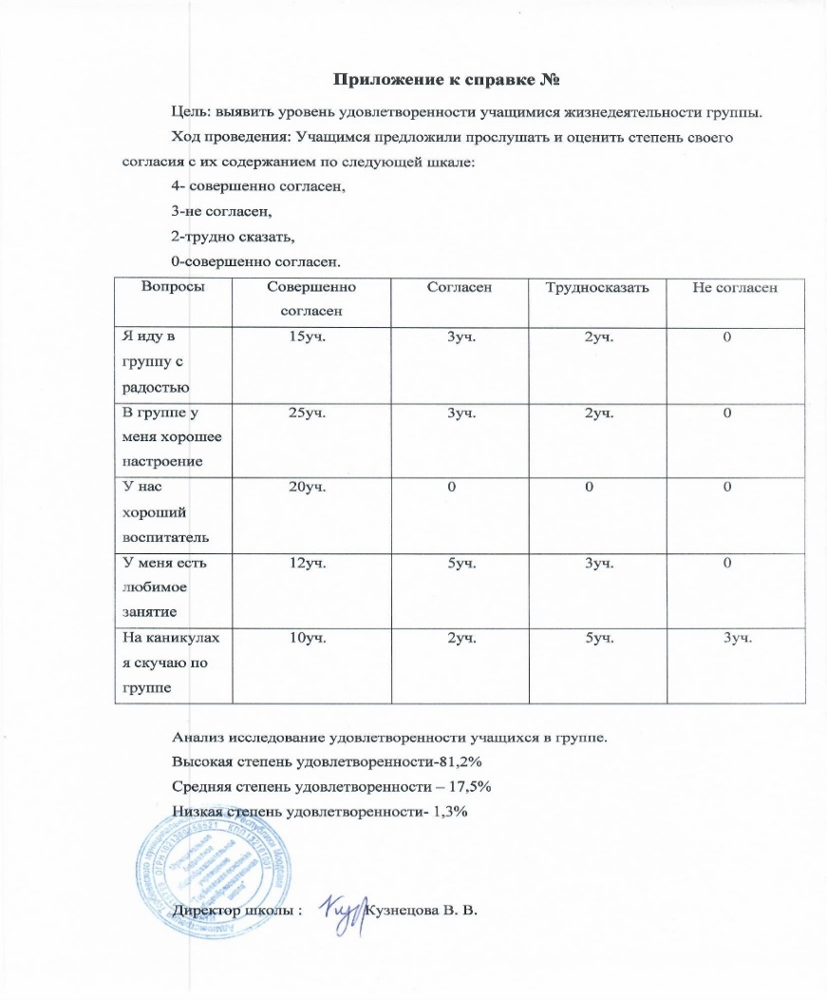 Приложение к справке №
Цель: выявить уровень удовлетворенности учащимися жизнедеятельности группы.
Ход проведения: Учащимся предложили прослушать и оценить степень своего
согласия с их содержанием по следующей шкале:
4- совершенно согласен,
3-не согласен,
2-трудно сказать,
0-совершенно согласен.
Вопросы Совершенно согласен Согласен Трудносказать Не согласен
Я иду в группу с радостью 15уч. 3уч. 2уч. 0
В группе у меня хорошее настроение 25уч. 3уч. 2уч. 0
У нас хороший воспитатель 20уч. 0 0 0
У меня есть любимое занятие 12уч. 5уч. 3уч. 0
На каникулах я скучаю по группе 10уч. 2уч. 5уч. 3уч.
Анализ исследование удовлетворенности учащихся в группе.
Высокая степень удовлетворенности-81,2%
Средняя степень удовлетворенности – 17,5%
Низкая степень удовлетворенности- 1,3%
Директор школы : Кузнецова В. В.